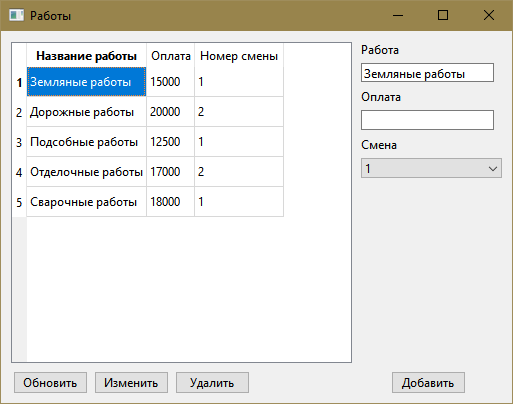 Работы
Название работы Оплата Номер смены
1 Земляные работы 15000 1
2 Дорожные работы 20000 2
3 Подсобные работы 12500 1
4 Отделочные работы 17000 2
5 Сварочные работы 18000 1
Работа
Земляные работы
Оплата
Смена
1
Обновить Изменить Удалить Добавить